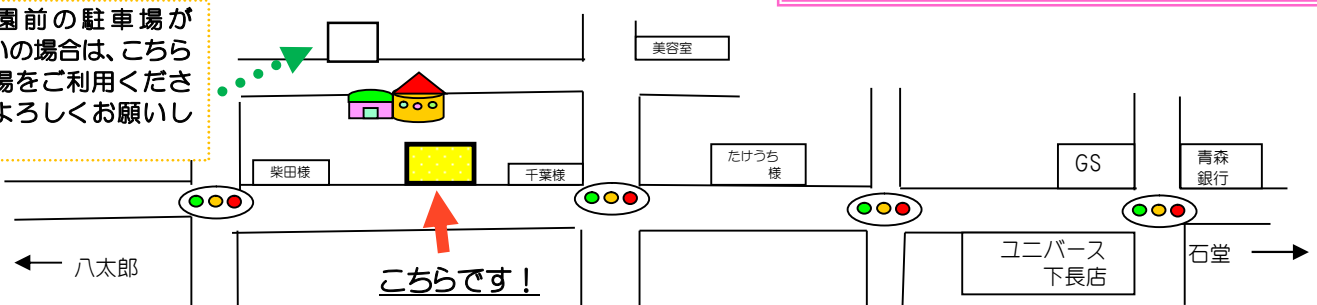 園前の駐車場が
いの場合は、こちら
場をご利用くださ
よろしくお願いし
美容室
柴田様
千葉様
たけうち
様
GS
青森
銀行
八太郎
こちらです！
ユニバース
下長店
石堂